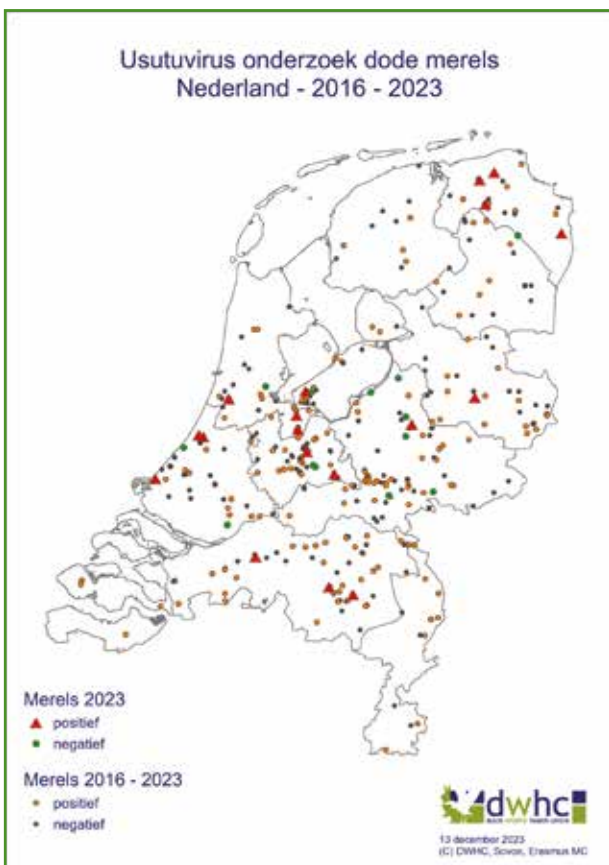 Usutuvirus onderzoek dode merels
Nederland - 2016 - 2023
Merels 2023
positief
negatief
Merels 2016 - 2023
positief
negatief
dwhc
13 december 2023
(C) DWHC, Sovon, Erasmus MC